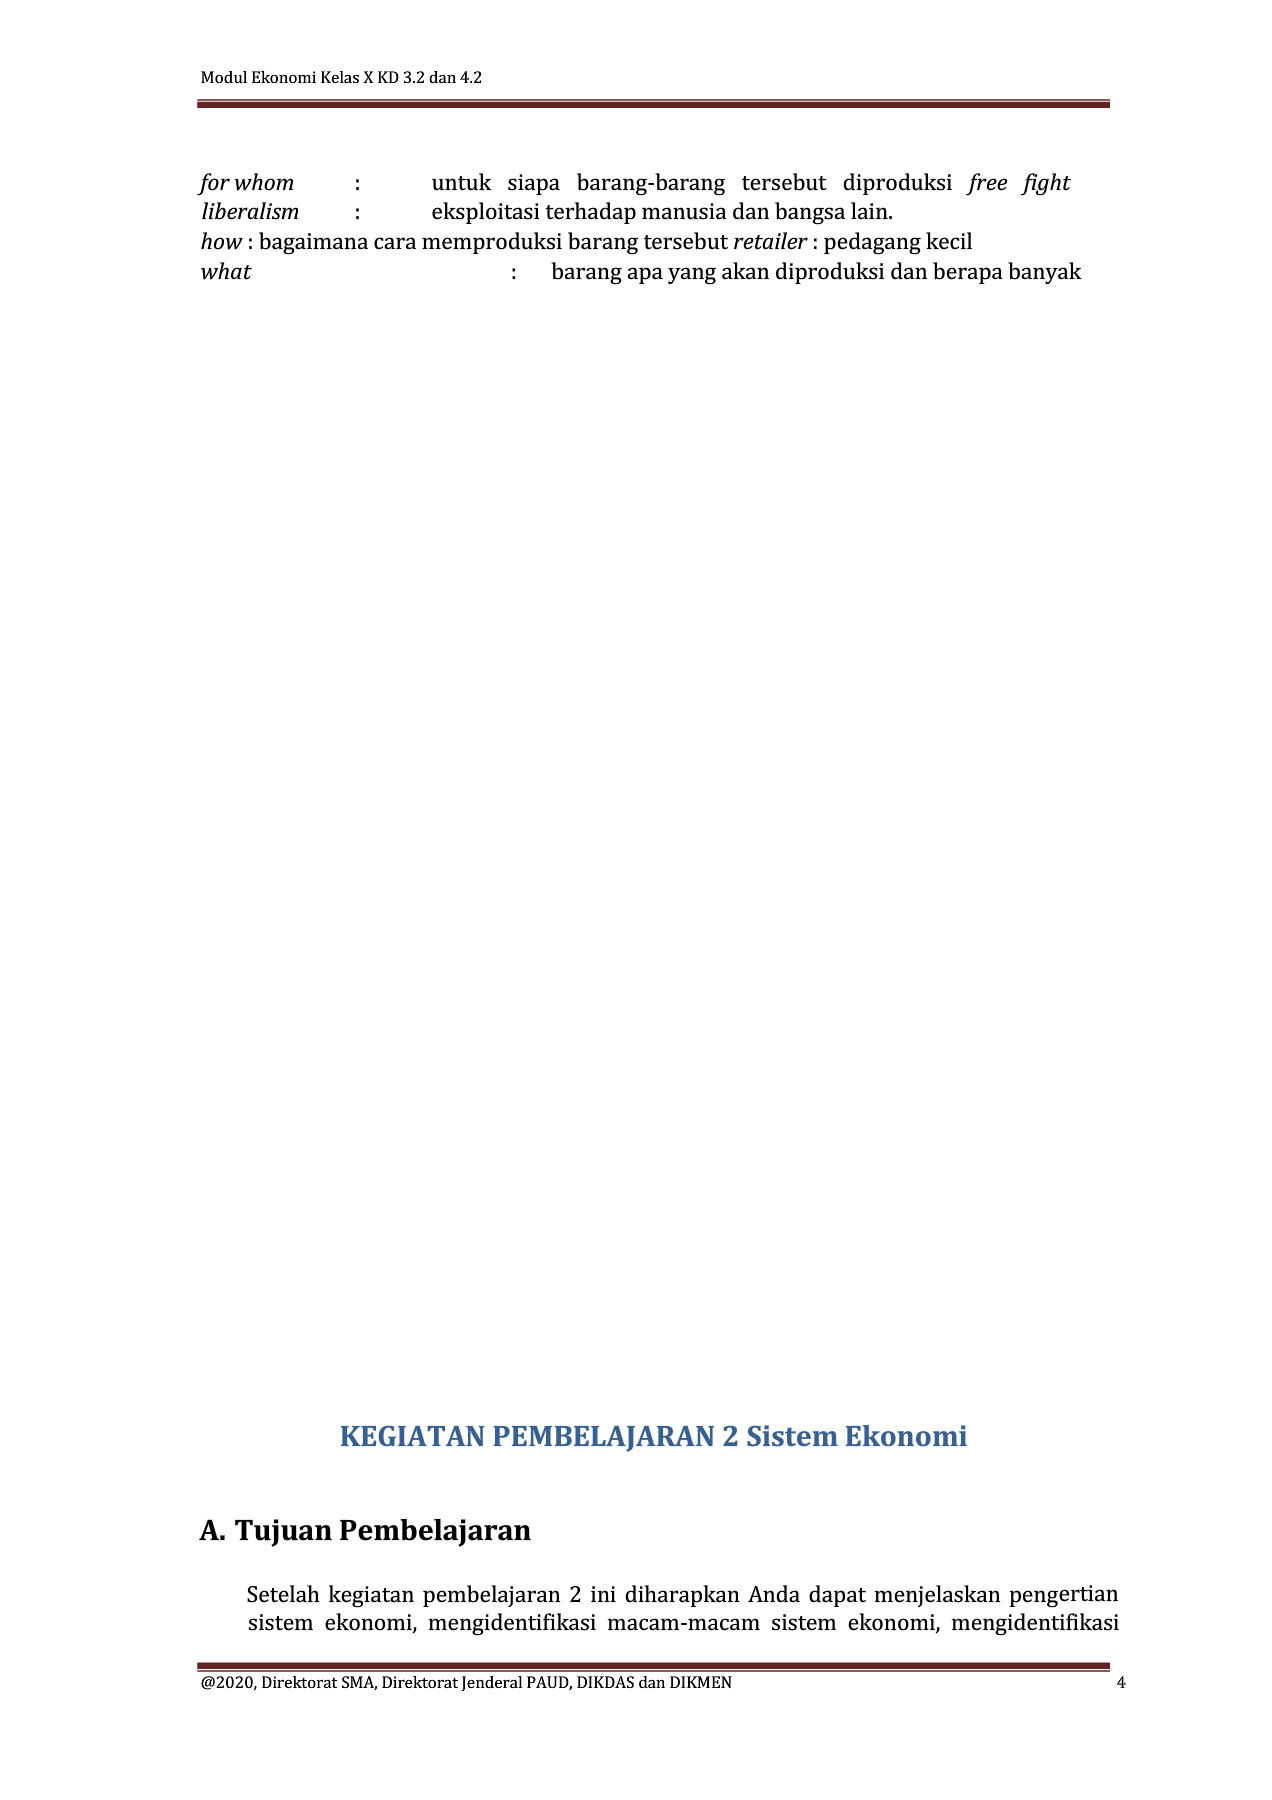 Modul Ekonomi Kelas X KD 3.2 dan 4.2
for whom : untuk siapa barang-barang tersebut diproduksi free fight
liberalism : eksploitasi terhadap manusia dan bangsa lain.
how : bagaimana cara memproduksi barang tersebut retailer : pedagang kecil
what : barang apa yang akan diproduksi dan berapa banyak
KEGIATAN PEMBELAJARAN 2 Sistem Ekonomi
A. Tujuan Pembelajaran
Setelah kegiatan pembelajaran 2 ini diharapkan Anda dapat menjelaskan pengertian
sistem ekonomi, mengidentifikasi macam-macam sistem ekonomi, mengidentifikasi
@2020, Direktorat SMA, Direktorat Jenderal PAUD, DIKDAS dan DIKMEN 4